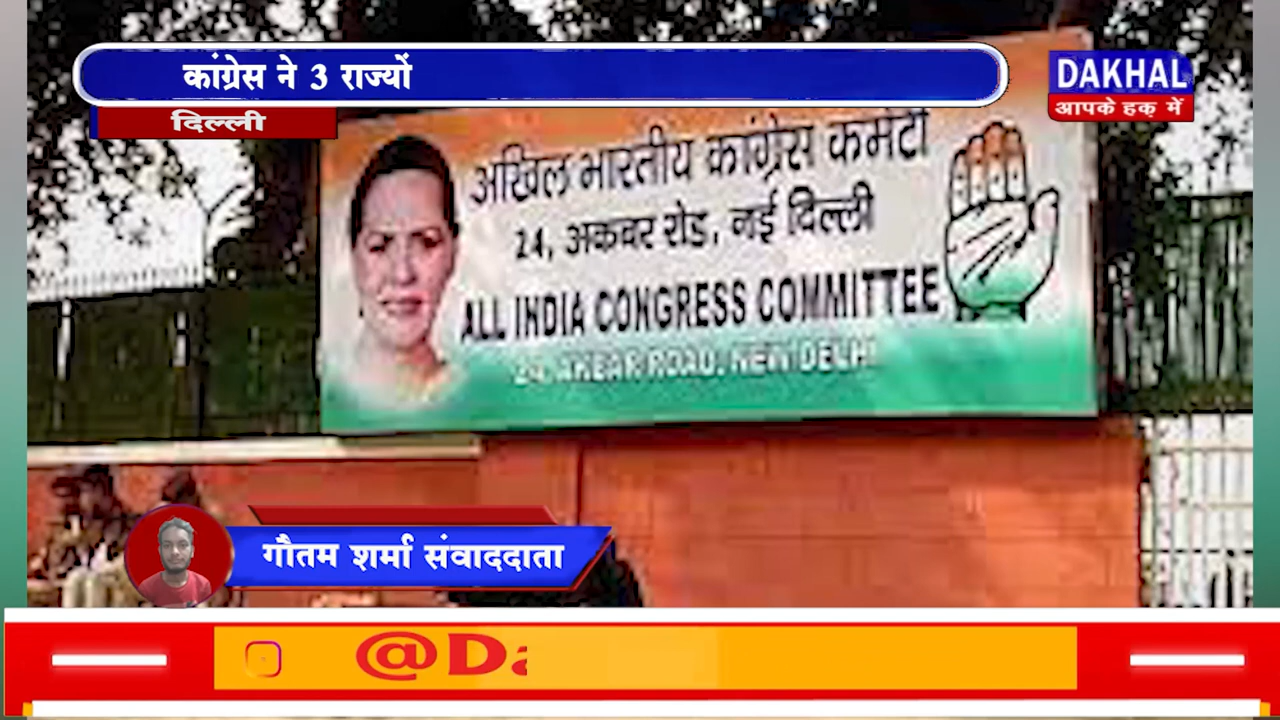 कांग्रेस ने 3 राज्यों
दिल्ली
DAKHAL
आपके हक़ में
अखिल भारतीय कांग्रेस कमेटी
24, अकबर रोड, नई दिल्ली
ALL INDIA CONGRESS COMMITTEE
24, AKBAR ROAD, NEW DELHI
गौतम शर्मा संवाददाता
@D